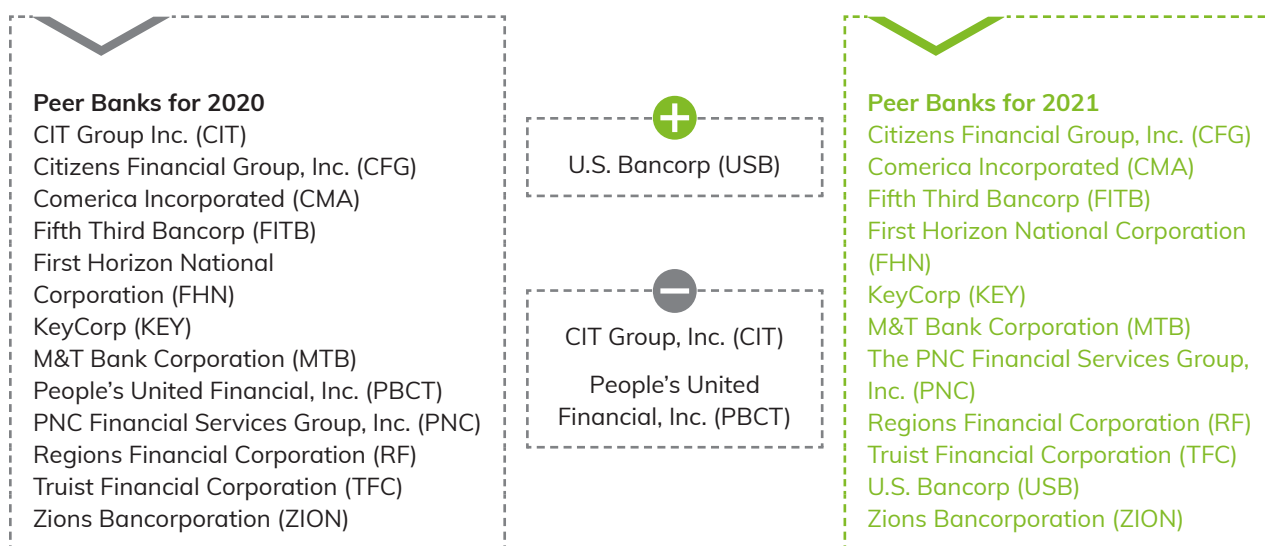 Peer Banks for 2020
CIT Group Inc. (CIT)
Citizens Financial Group, Inc. (CFG)
Comerica Incorporated (CMA)
Fifth Third Bancorp (FITB)
First Horizon National
Corporation (FHN)
KeyCorp (KEY)
M&T Bank Corporation (MTB)
People’s United Financial, Inc. (PBCT)
PNC Financial Services Group, Inc. (PNC)
Regions Financial Corporation (RF)
Truist Financial Corporation (TFC)
Zions Bancorporation (ZION)
U.S. Bancorp (USB)
CIT Group, Inc. (CIT)
People’s United
Financial, Inc. (PBCT)
Peer Banks for 2021
Citizens Financial Group, Inc. (CFG)
Comerica Incorporated (CMA)
Fifth Third Bancorp (FITB)
First Horizon National Corporation
(FHN)
KeyCorp (KEY)
M&T Bank Corporation (MTB)
The PNC Financial Services Group,
Inc. (PNC)
Regions Financial Corporation (RF)
Truist Financial Corporation (TFC)
U.S. Bancorp (USB)
Zions Bancorporation (ZION)